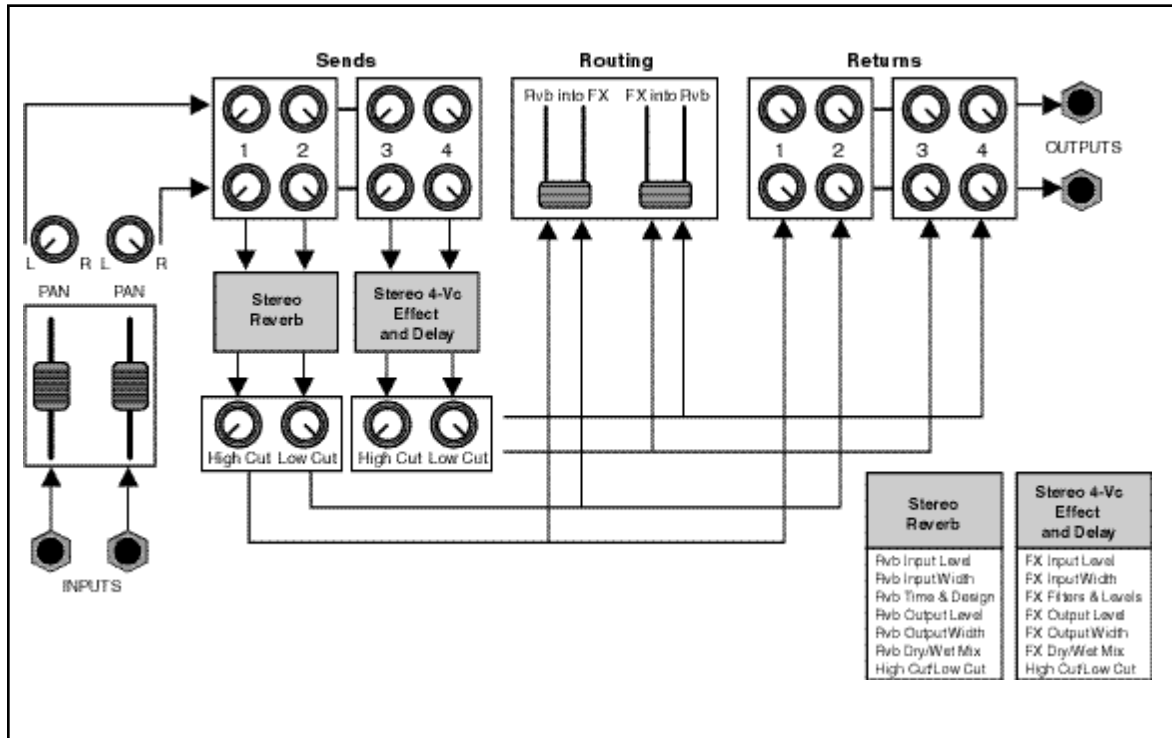 Sends Routing Returns
Rvb into FX FX into Rvb
1 2 3 4 1 2 3 4
OUTPUTS
L R L R
PAN PAN
Stereo
Reverb
Stereo 4-Vc
Effect
and Delay
High Cut Low Cut High Cut Low Cut
INPUTS
Stereo
Reverb
Rvb Input Level
Rvb Input Width
Rvb Time & Design
Rvb Output Level
Rvb Output Width
Rvb Dry/Wet Mix
High Cut/Low Cut
Stereo 4-Vc
Effect
and Delay
FX Input Level
FX Input Width
FX Filters & Levels
FX Output Level
FX Output Width
FX Dry/Wet Mix
High Cut/Low Cut